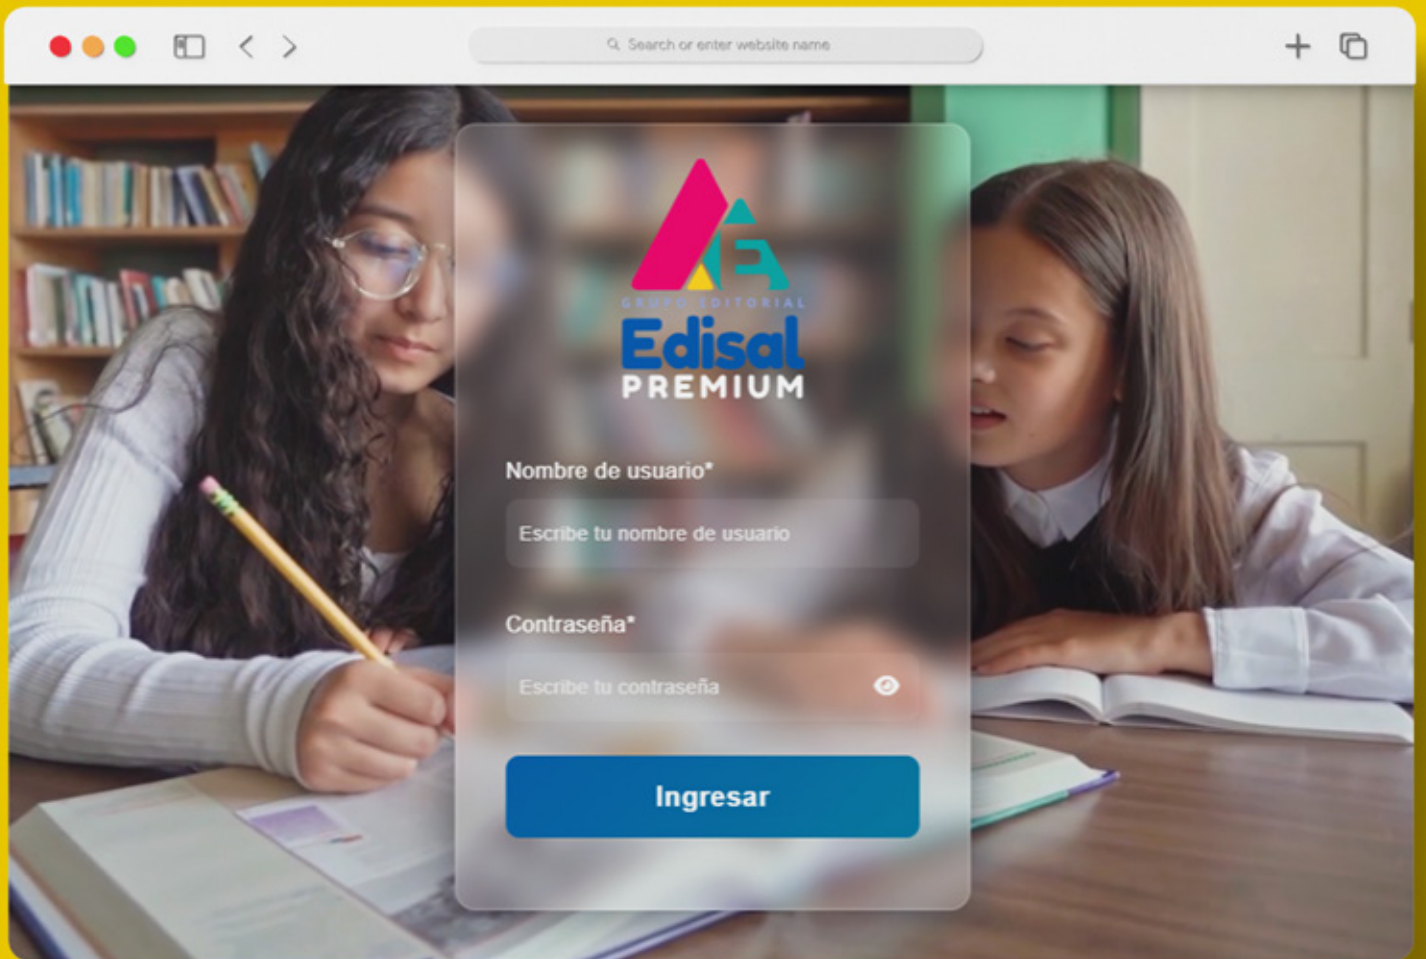 Search or enter website name
GRUPO EDITORIAL
Edisal
PREMIUM
Nombre de usuario*
Escribe tu nombre de usuario
Contraseña*
Escribe tu contraseña
Ingresar